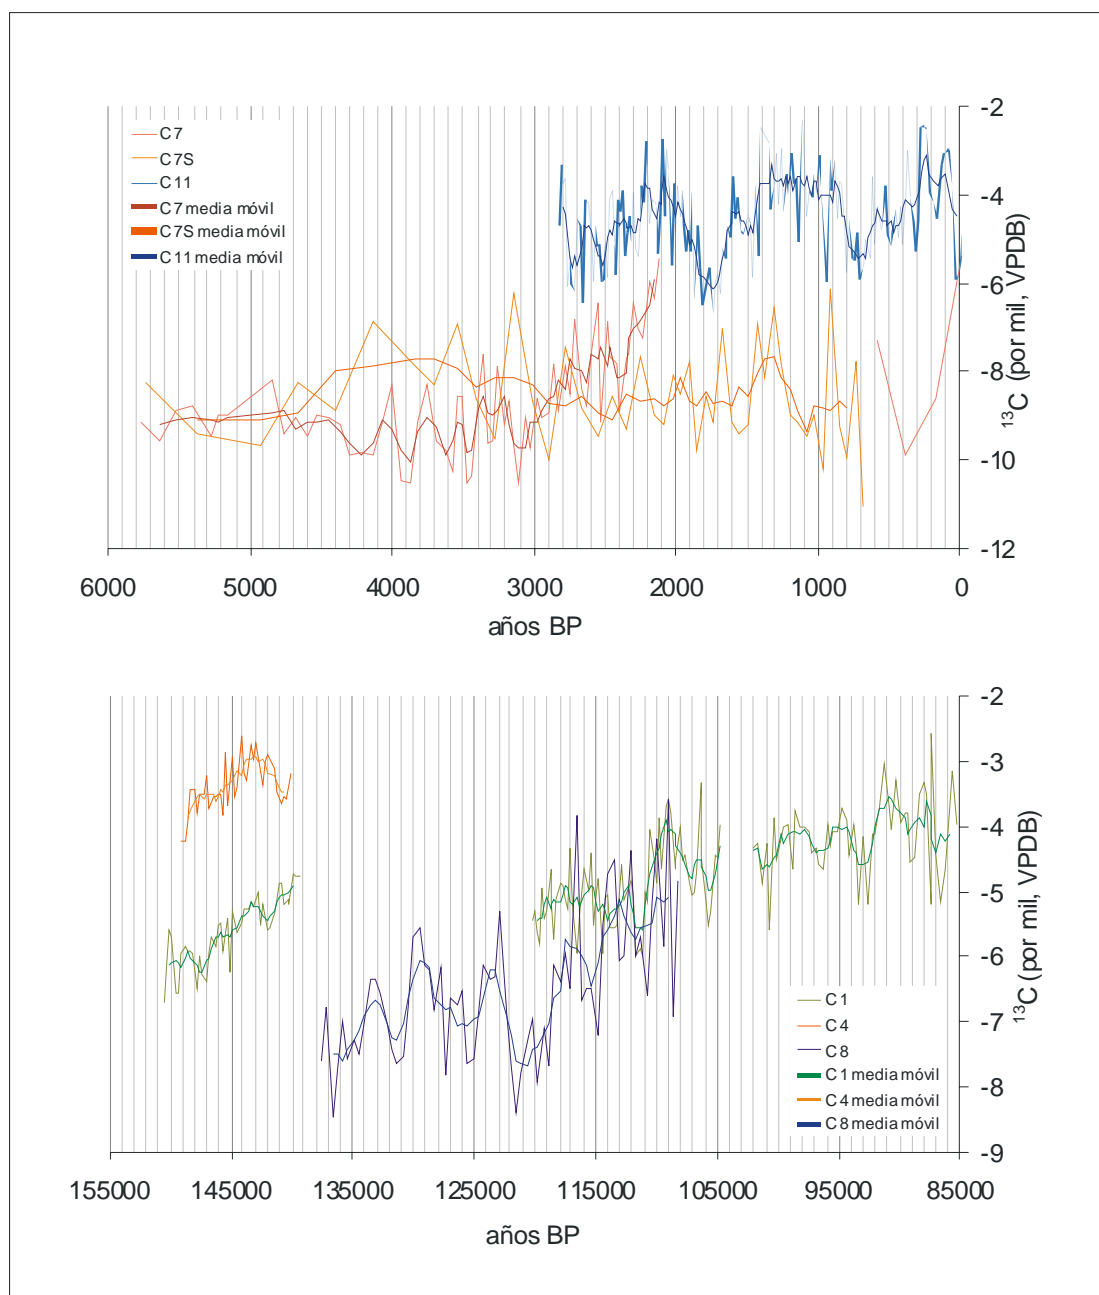 -2
-4
-6
-8
-10
-12
¹³C (por mil, VPDB)
C7
C7S
C11
C7 media móvil
C7S media móvil
C11 media móvil
6000 5000 4000 3000 2000 1000 0
años BP
-2
-3
-4
-5
-6
-7
-8
-9
¹³C (por mil, VPDB)
C1
C4
C8
C1 media móvil
C4 media móvil
C8 media móvil
155000 145000 135000 125000 115000 105000 95000 85000
años BP